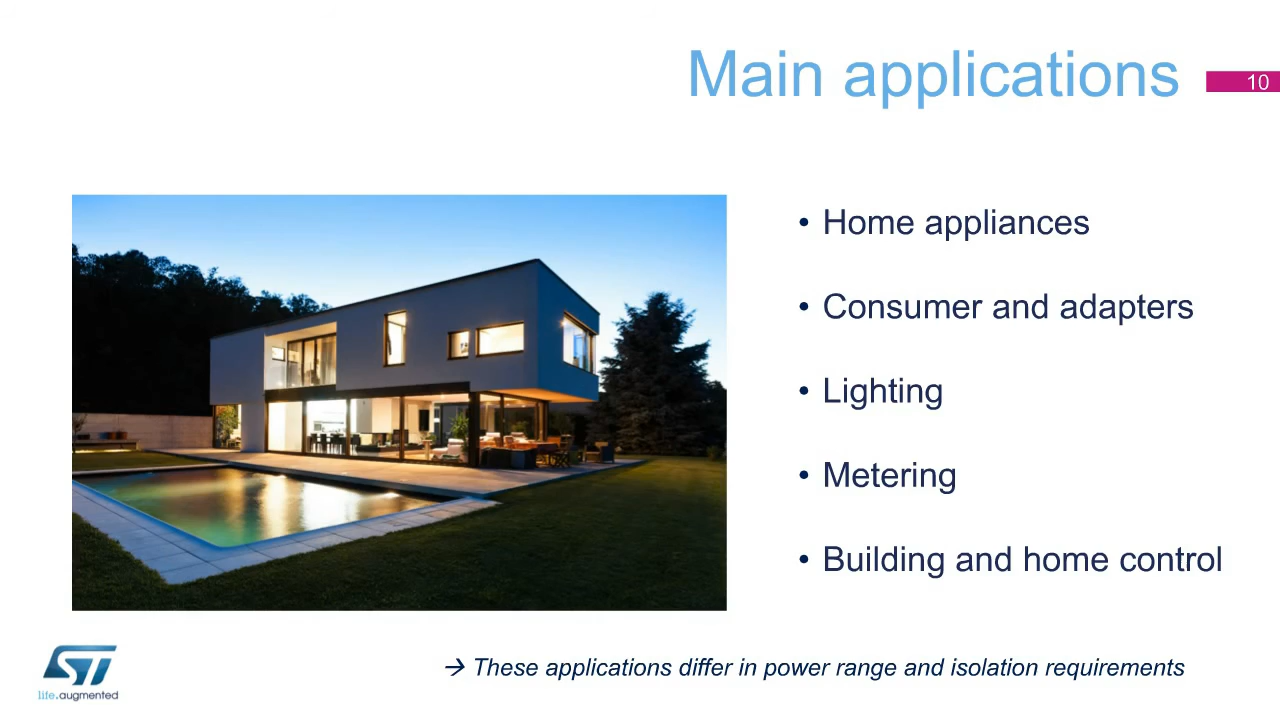 Main applications
10
• Home appliances
• Consumer and adapters
• Lighting
• Metering
• Building and home control
→ These applications differ in power range and isolation requirements
ST
life.augmented